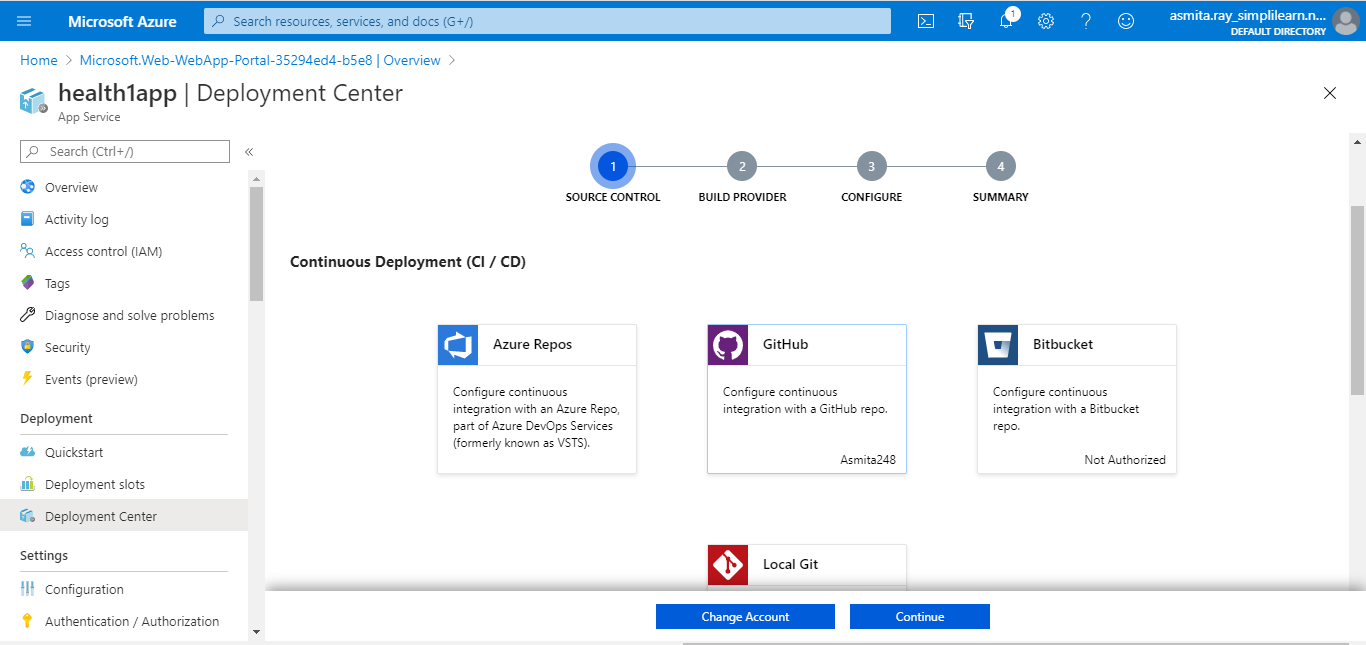 Microsoft Azure
Search resources, services, and docs (G+/)
1
asmita.ray_simplilearn.n...
DEFAULT DIRECTORY
Home > Microsoft.Web-WebApp-Portal-35294ed4-b5e8 | Overview >
health1app | Deployment Center
App Service
Search (Ctrl+/)
«
Overview
Activity log
Access control (IAM)
Tags
Diagnose and solve problems
Security
Events (preview)
Deployment
Quickstart
Deployment slots
Deployment Center
Settings
Configuration
Authentication / Authorization
1
SOURCE CONTROL
2
BUILD PROVIDER
3
CONFIGURE
4
SUMMARY
Continuous Deployment (CI / CD)
Azure Repos
Configure continuous
integration with an Azure Repo,
part of Azure DevOps Services
(formerly known as VSTS).
GitHub
Configure continuous
integration with a GitHub repo.
Asmita248
Bitbucket
Configure continuous
integration with a Bitbucket
repo.
Not Authorized
Local Git
Change Account
Continue